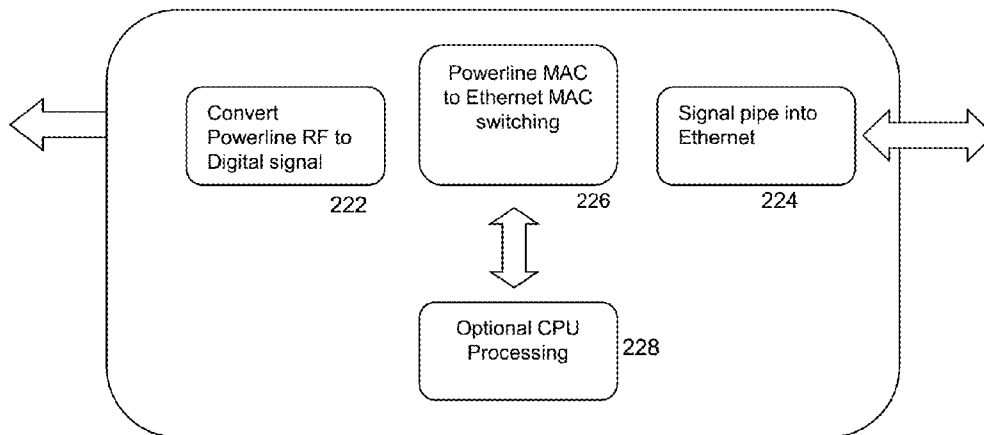 Convert
Powerline RF to
Digital signal
222
Powerline MAC
to Ethernet MAC
switching
226
Signal pipe into
Ethernet
224
Optional CPU
Processing
228